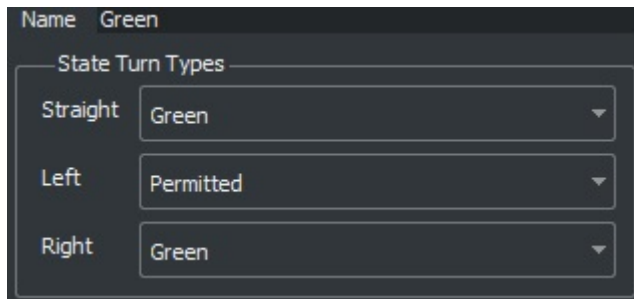 Name Green
State Turn Types
Straight Green
Left Permitted
Right Green